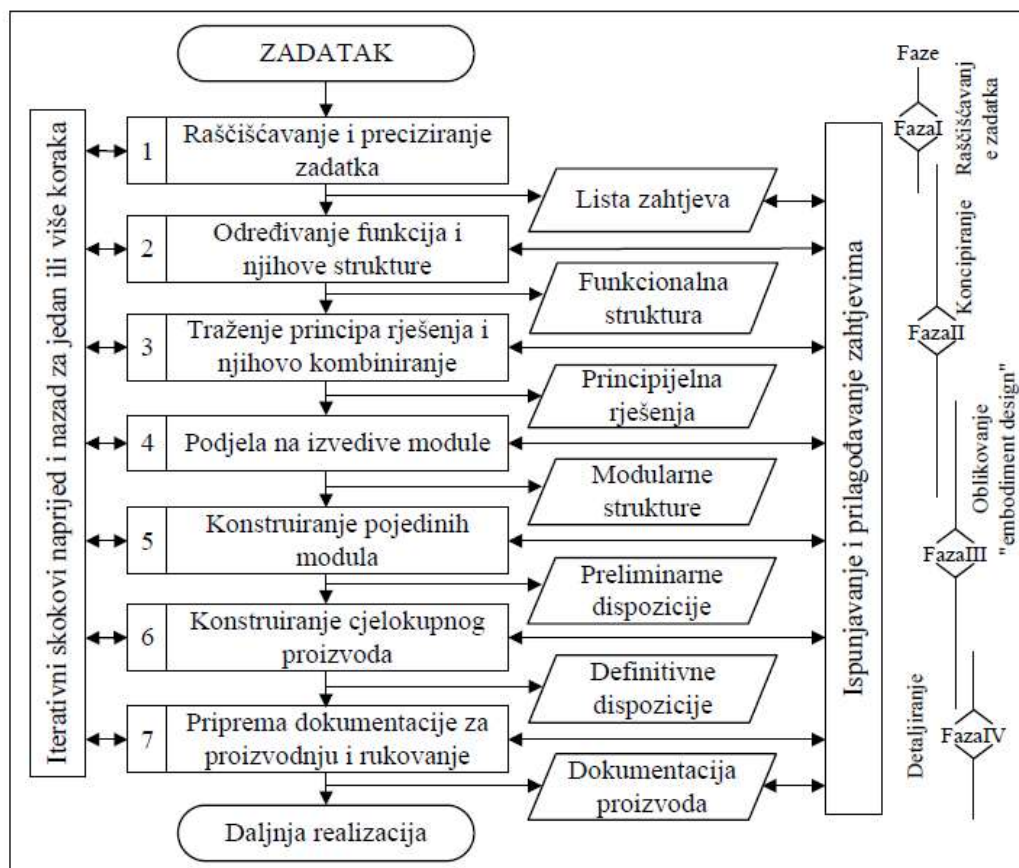 ZADATAK
Iterativni skokovi naprijed i nazad za jedan ili više koraka
1
Raščišćavanje i preciziranje
zadatka
Lista zahtjeva
2
Određivanje funkcija i
njihove strukture
Funkcionalna
struktura
3
Traženje principa rješenja i
njihovo kombiniranje
Principijelna
rješenja
4
Podjela na izvedive module
Modularne
strukture
5
Konstruiranje pojedinih
modula
Preliminarne
dispozicije
6
Konstruiranje cjelokupnog
proizvoda
Definitivne
dispozicije
7
Priprema dokumentacije za
proizvodnju i rukovanje
Dokumentacija
proizvoda
Daljnja realizacija
Ispunjavanje i prilagođavanje zahtjevima
Faze
FazaI
Raščišćavanj
e zadatka
FazaII
Koncipiranje
FazaIII
Oblikovanje
"embodiment design"
FazaIV
Detaljiranje